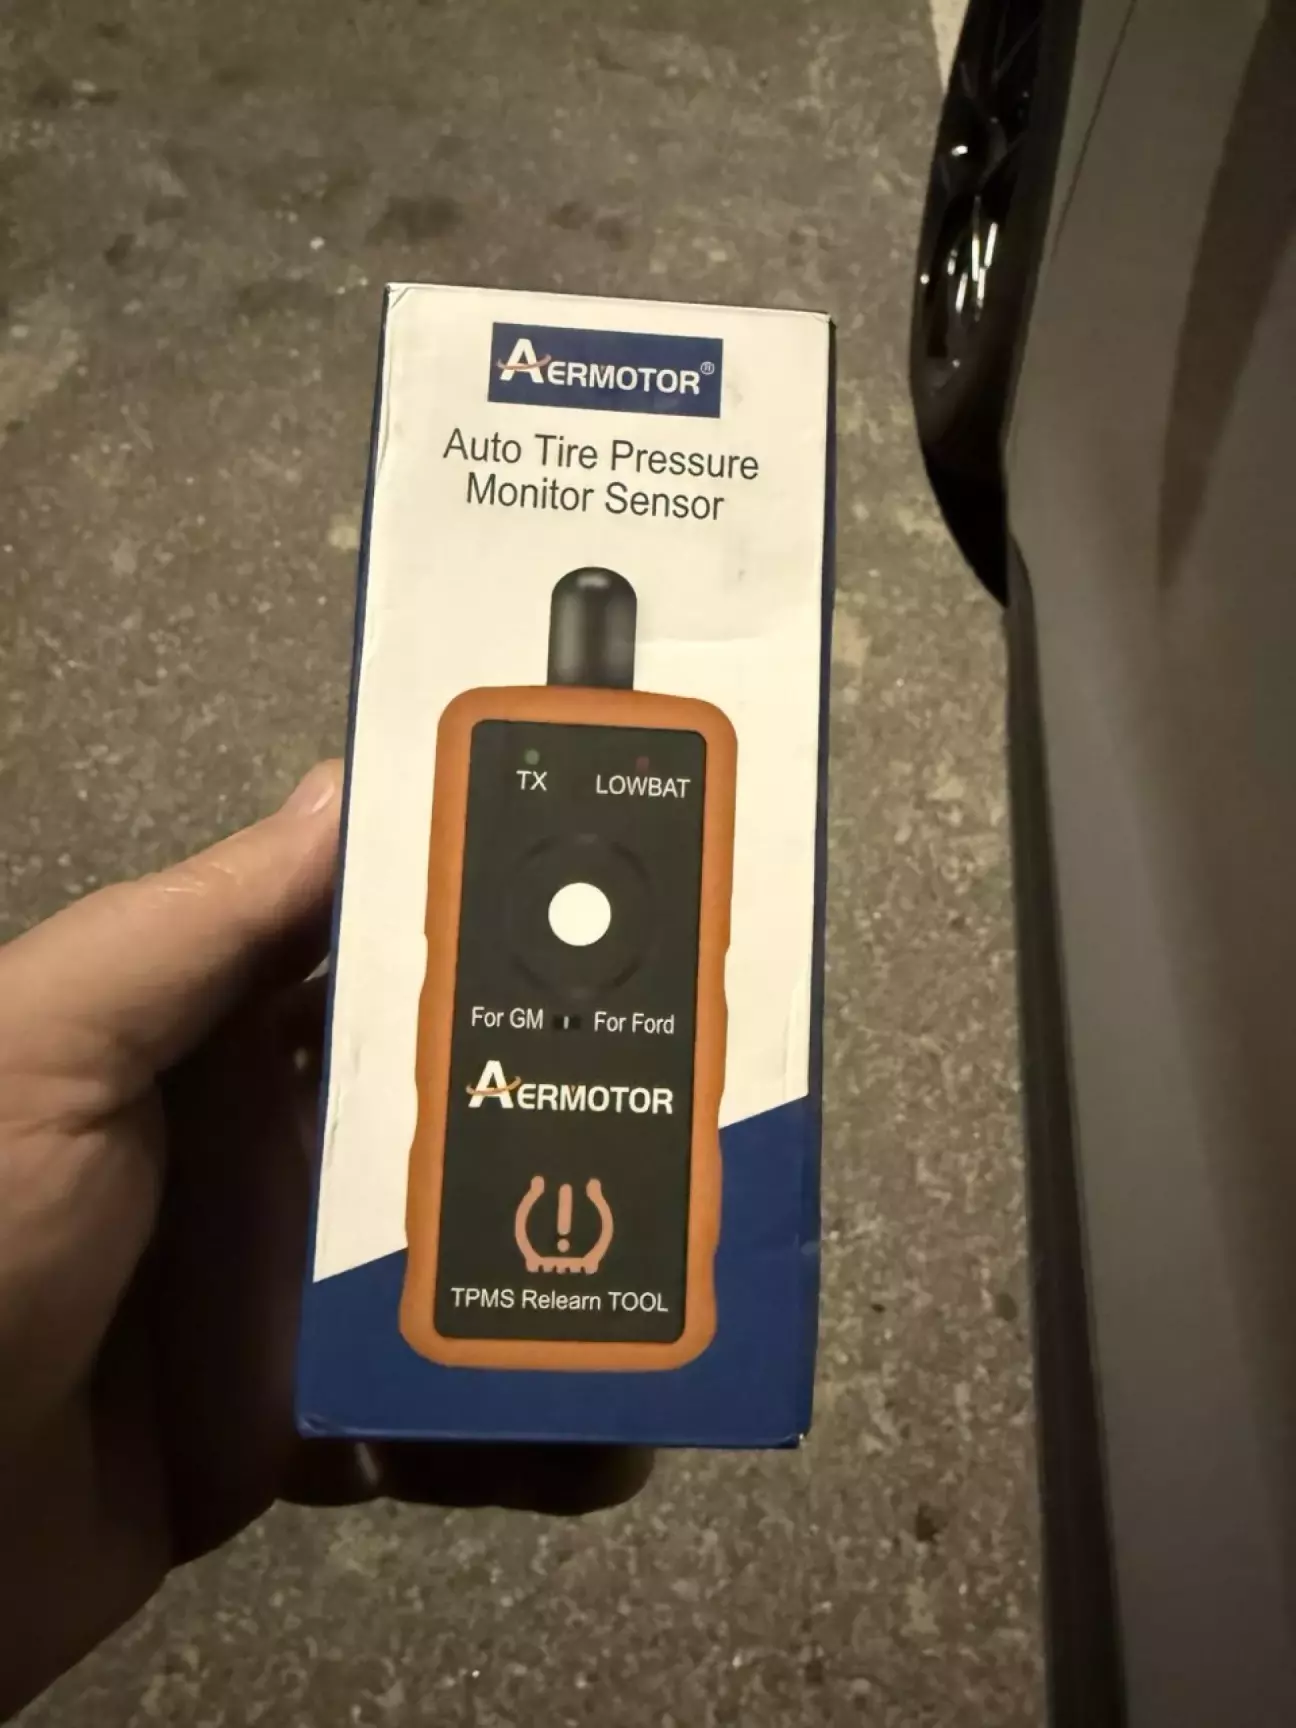 AERMOTOR®
Auto Tire Pressure
Monitor Sensor
TX LOWBAT
For GM For Ford
AERMOTOR
TPMS Relearn TOOL